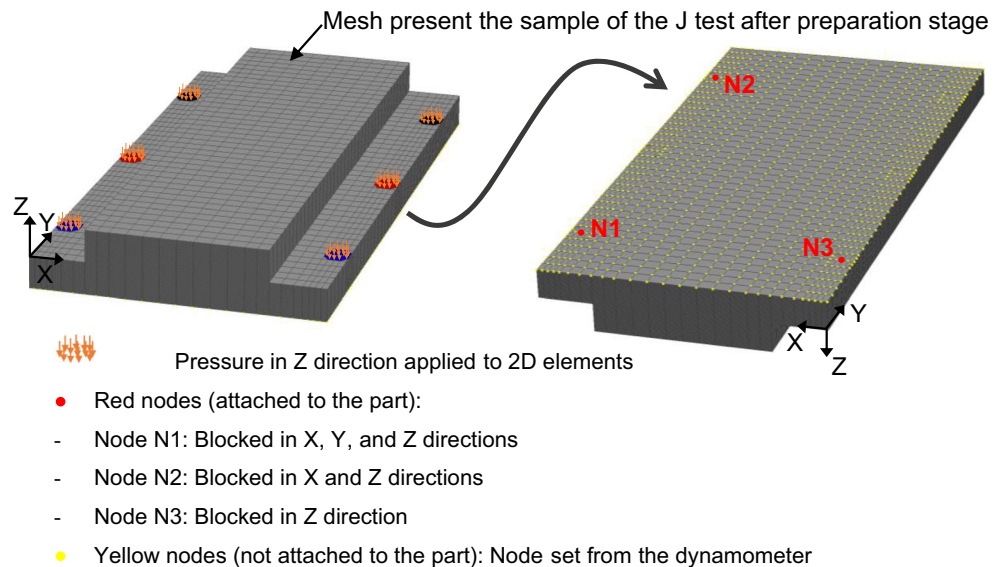 Mesh present the sample of the J test after preparation stage
N2
N1
N3
Z
Y
X
Y
X
Z
Pressure in Z direction applied to 2D elements
• Red nodes (attached to the part):
- Node N1: Blocked in X, Y, and Z directions
- Node N2: Blocked in X and Z directions
- Node N3: Blocked in Z direction
• Yellow nodes (not attached to the part): Node set from the dynamometer